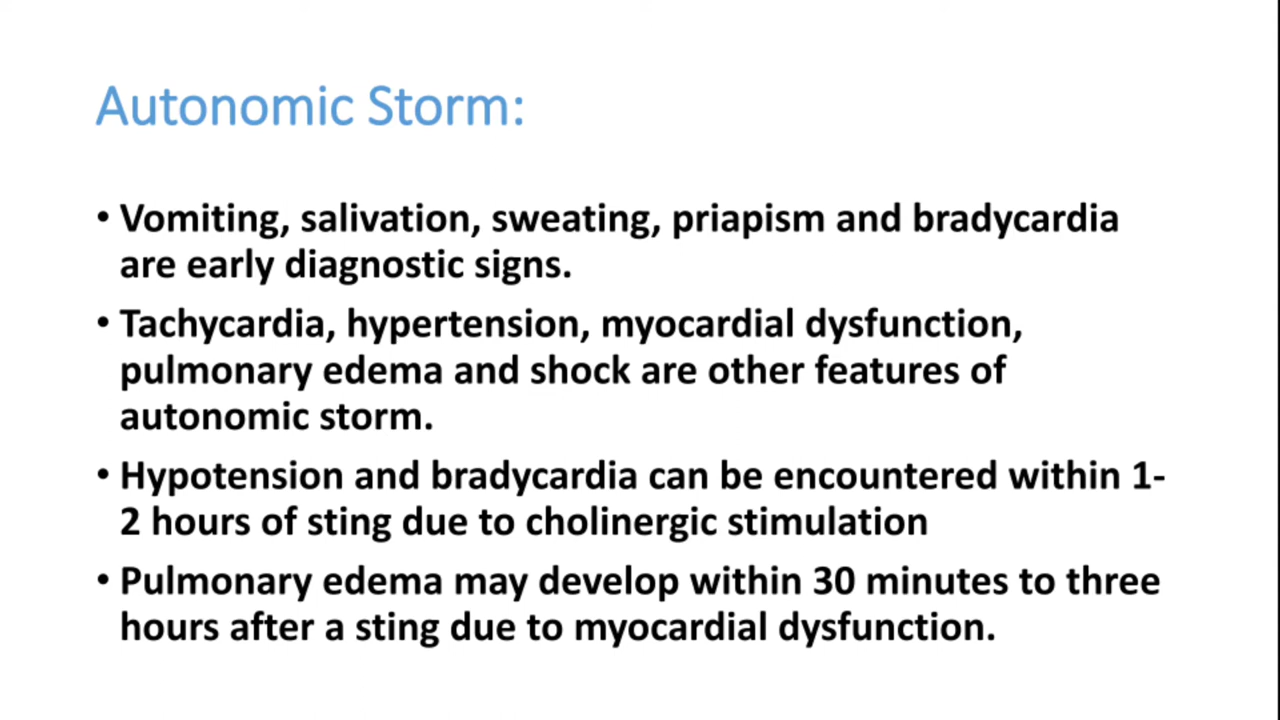 Autonomic Storm:
• Vomiting, salivation, sweating, priapism and bradycardia
are early diagnostic signs.
• Tachycardia, hypertension, myocardial dysfunction,
pulmonary edema and shock are other features of
autonomic storm.
• Hypotension and bradycardia can be encountered within 1-
2 hours of sting due to cholinergic stimulation
• Pulmonary edema may develop within 30 minutes to three
hours after a sting due to myocardial dysfunction.